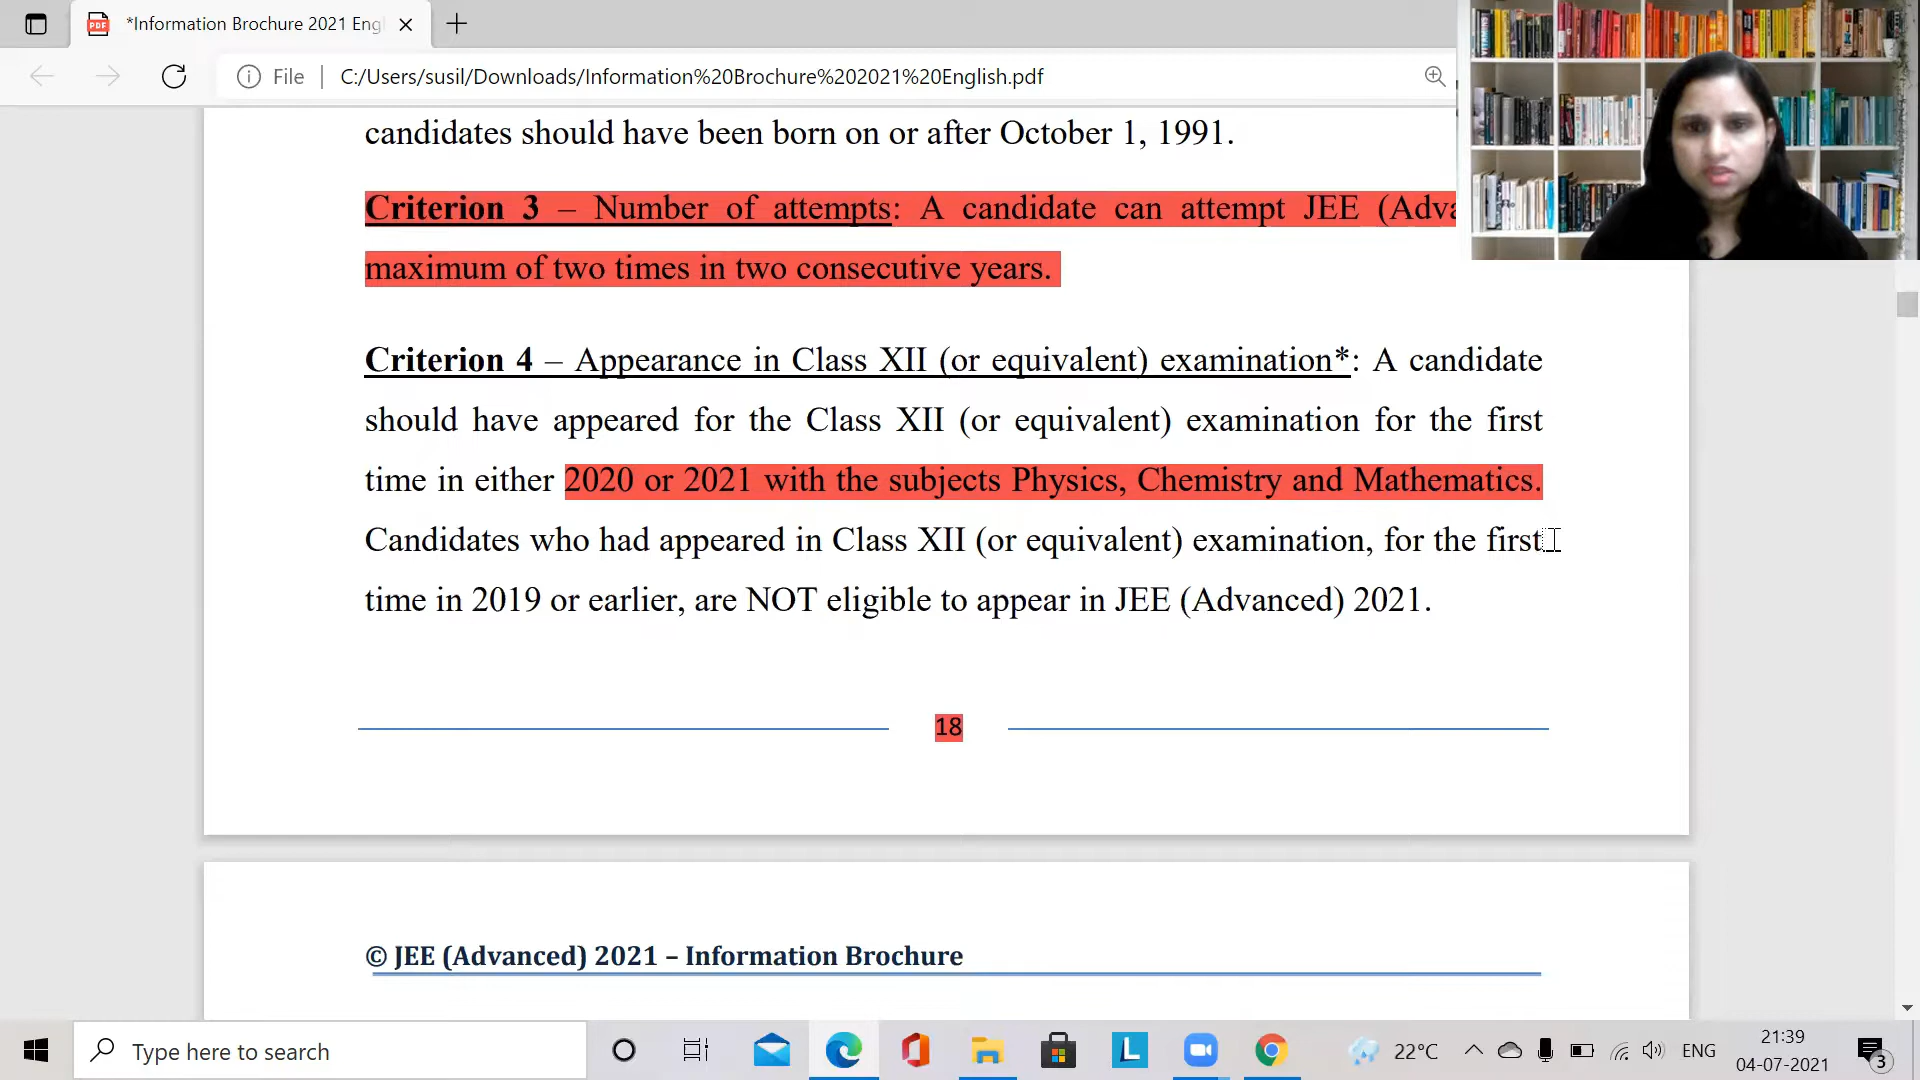 *Information Brochure 2021 Eng
File
C:/Users/susil/Downloads/Information%20Brochure%202021%20English.pdf
candidates should have been born on or after October 1, 1991.
Criterion 3 – Number of attempts: A candidate can attempt JEE (Adva
maximum of two times in two consecutive years.
Criterion 4 – Appearance in Class XII (or equivalent) examination*: A candidate
should have appeared for the Class XII (or equivalent) examination for the first
time in either 2020 or 2021 with the subjects Physics, Chemistry and Mathematics.
Candidates who had appeared in Class XII (or equivalent) examination, for the first
time in 2019 or earlier, are NOT eligible to appear in JEE (Advanced) 2021.
18
© JEE (Advanced) 2021 – Information Brochure
Type here to search
22°C
ENG
21:39
04-07-2021
3